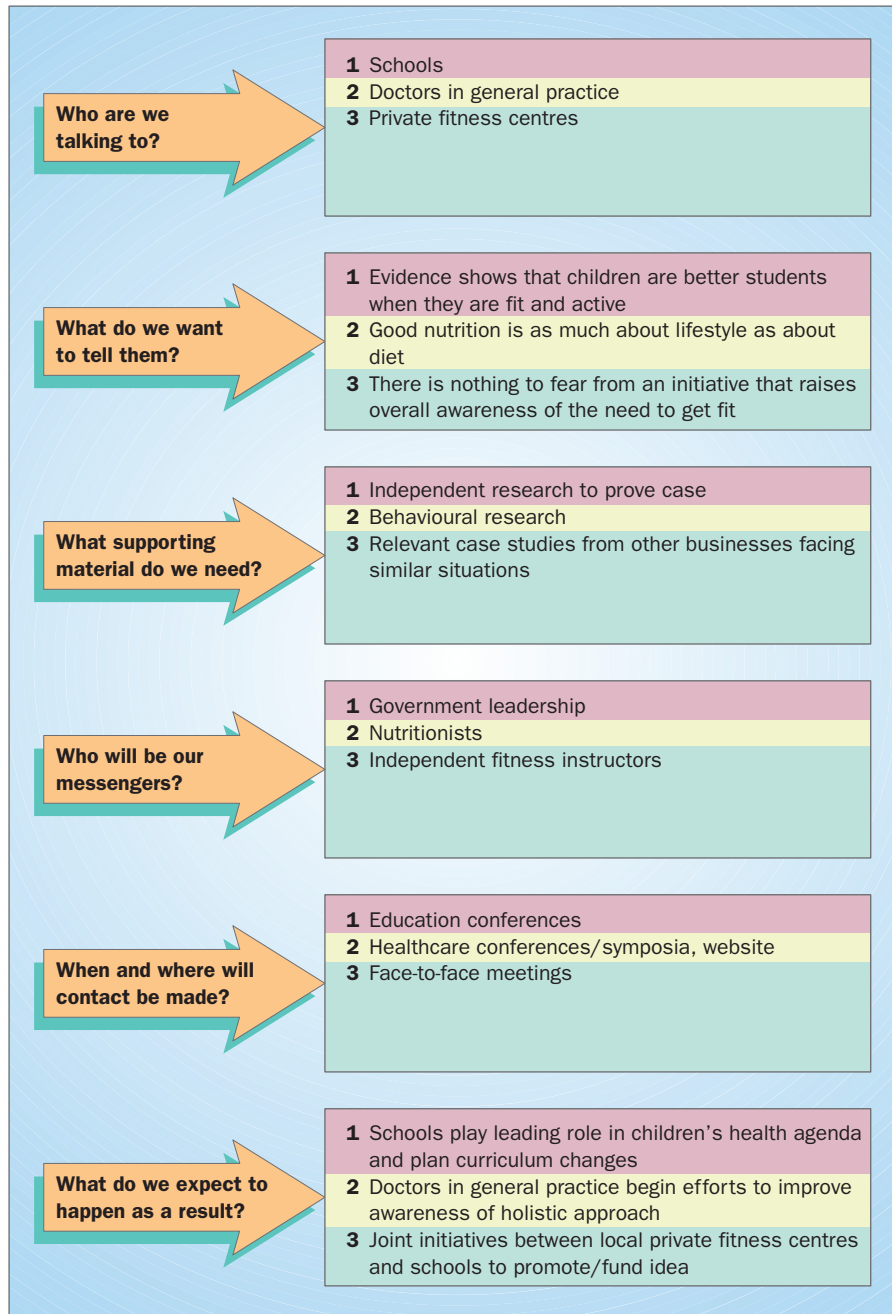 Who are we
talking to?
1 Schools
2 Doctors in general practice
3 Private fitness centres
What do we want
to tell them?
1 Evidence shows that children are better students
when they are fit and active
2 Good nutrition is as much about lifestyle as about
diet
3 There is nothing to fear from an initiative that raises
overall awareness of the need to get fit
What supporting
material do we need?
1 Independent research to prove case
2 Behavioural research
3 Relevant case studies from other businesses facing
similar situations
Who will be our
messengers?
1 Government leadership
2 Nutritionists
3 Independent fitness instructors
When and where will
contact be made?
1 Education conferences
2 Healthcare conferences/symposia, website
3 Face-to-face meetings
What do we expect to
happen as a result?
1 Schools play leading role in children’s health agenda
and plan curriculum changes
2 Doctors in general practice begin efforts to improve
awareness of holistic approach
3 Joint initiatives between local private fitness centres
and schools to promote/fund idea